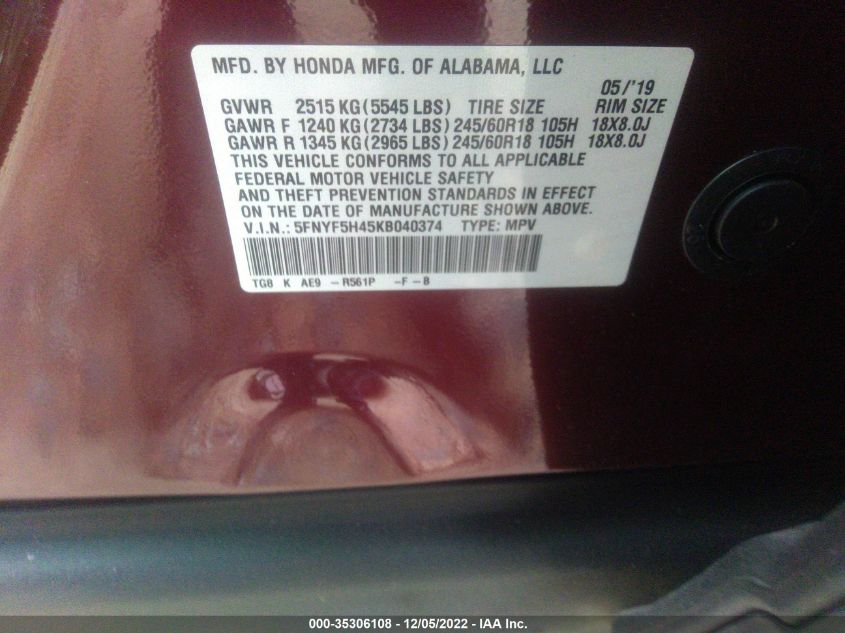 MFD. BY HONDA MFG. OF ALABAMA, LLC
05/'19
GVWR 2515 KG (5545 LBS) TIRE SIZE RIM SIZE
GAWR F 1240 KG (2734 LBS) 245/60R18 105H 18X8.0J
GAWR R 1345 KG (2965 LBS) 245/60R18 105H 18X8.0J
THIS VEHICLE CONFORMS TO ALL APPLICABLE
FEDERAL MOTOR VEHICLE SAFETY
AND THEFT PREVENTION STANDARDS IN EFFECT
ON THE DATE OF MANUFACTURE SHOWN ABOVE.
V.I.N.: 5FNYF5H45KB040374 TYPE: MPV
TG8 K AE9 -R561P -F-B
000-35306108 - 12/05/2022 - IAA Inc.